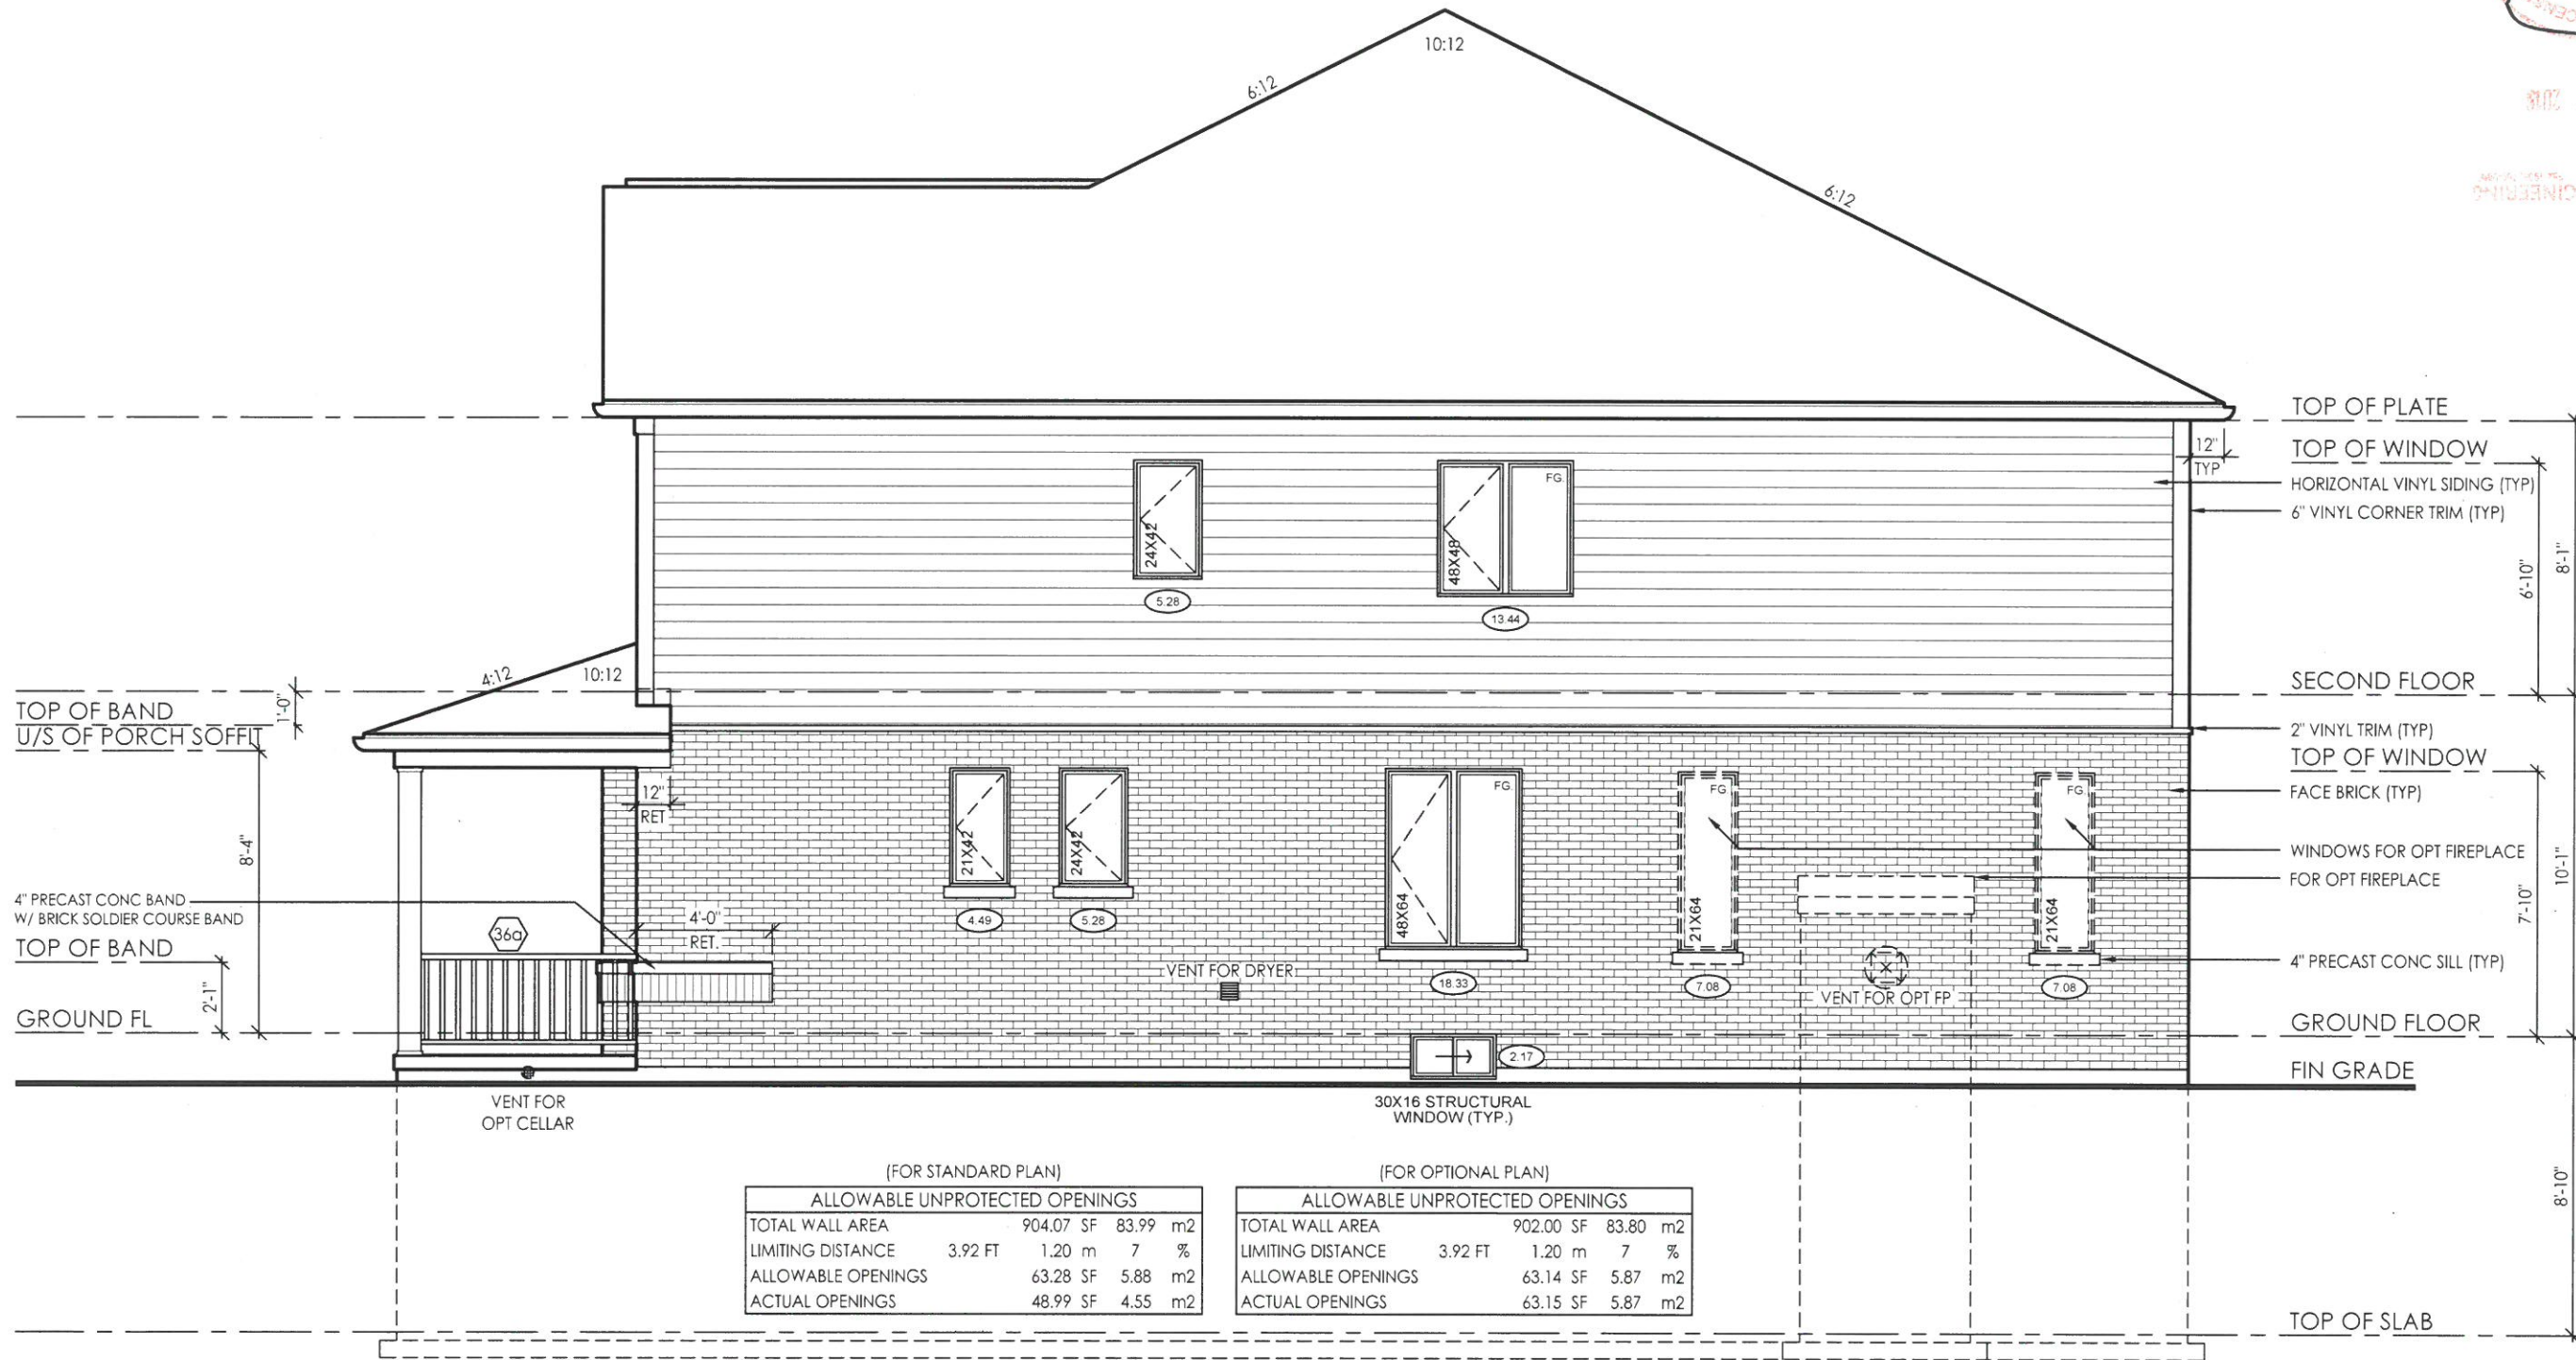 10:12
6:12
6:12
TOP OF PLATE
12"
TYP
TOP OF WINDOW
HORIZONTAL VINYL SIDING (TYP)
6" VINYL CORNER TRIM (TYP)
24X42
48X48
FG.
5.28
13.44
6'-10"
8'-1"
4:12
10:12
SECOND FLOOR
TOP OF BAND
1'-0"
U/S OF PORCH SOFFIT
2" VINYL TRIM (TYP)
TOP OF WINDOW
FACE BRICK (TYP)
12"
RET
21X42
24X42
48X64
FG.
21X64
FG.
21X64
FG.
WINDOWS FOR OPT FIREPLACE
FOR OPT FIREPLACE
8'-4"
7'-10"
10'-1"
4" PRECAST CONC BAND
W/ BRICK SOLDIER COURSE BAND
36a
4'-0"
RET.
4.49
5.28
TOP OF BAND
VENT FOR DRYER
18.33
7.08
VENT FOR OPT FP
7.08
4" PRECAST CONC SILL (TYP)
2'-1"
GROUND FL
GROUND FLOOR
2.17
FIN GRADE
VENT FOR
OPT CELLAR
30X16 STRUCTURAL
WINDOW (TYP.)
8'-10"
(FOR STANDARD PLAN)
ALLOWABLE UNPROTECTED OPENINGS
TOTAL WALL AREA 904.07 SF 83.99 m2
LIMITING DISTANCE 3.92 FT 1.20 m 7 %
ALLOWABLE OPENINGS 63.28 SF 5.88 m2
ACTUAL OPENINGS 48.99 SF 4.55 m2
(FOR OPTIONAL PLAN)
ALLOWABLE UNPROTECTED OPENINGS
TOTAL WALL AREA 902.00 SF 83.80 m2
LIMITING DISTANCE 3.92 FT 1.20 m 7 %
ALLOWABLE OPENINGS 63.14 SF 5.87 m2
ACTUAL OPENINGS 63.15 SF 5.87 m2
TOP OF SLAB